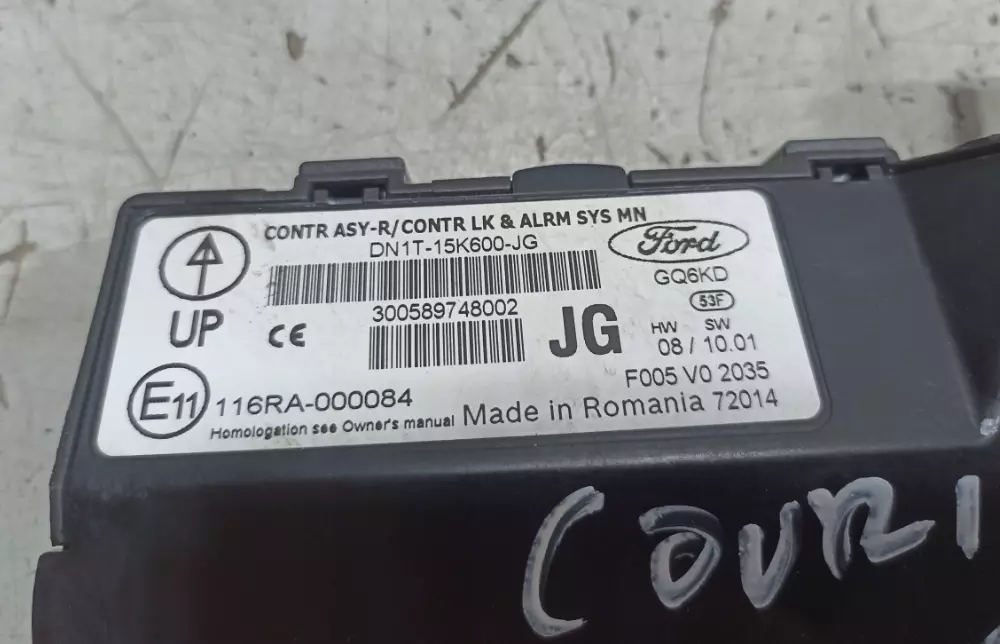 CONTR ASY-R/CONTR LK & ALRM SYS MN
DN1T-15K600-JG
Ford
GQ6KD
53F
300589748002
UP
CE
JG
HW SW
08 / 10.01
F005 V0 2035
E11
116RA-000084
Made in Romania 72014
Homologation see Owner's manual
COURI